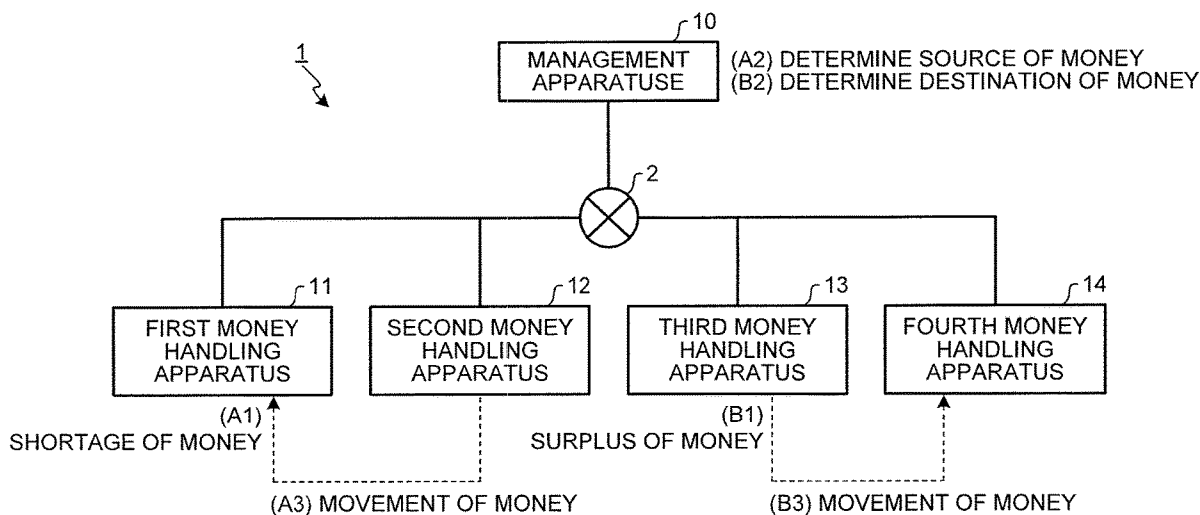 10
1
MANAGEMENT
APPARATUSE
(A2) DETERMINE SOURCE OF MONEY
(B2) DETERMINE DESTINATION OF MONEY
2
11
12
13
14
FIRST MONEY
HANDLING
APPARATUS
SECOND MONEY
HANDLING
APPARATUS
THIRD MONEY
HANDLING
APPARATUS
FOURTH MONEY
HANDLING
APPARATUS
(A1)
SHORTAGE OF MONEY
(B1)
SURPLUS OF MONEY
(A3) MOVEMENT OF MONEY
(B3) MOVEMENT OF MONEY